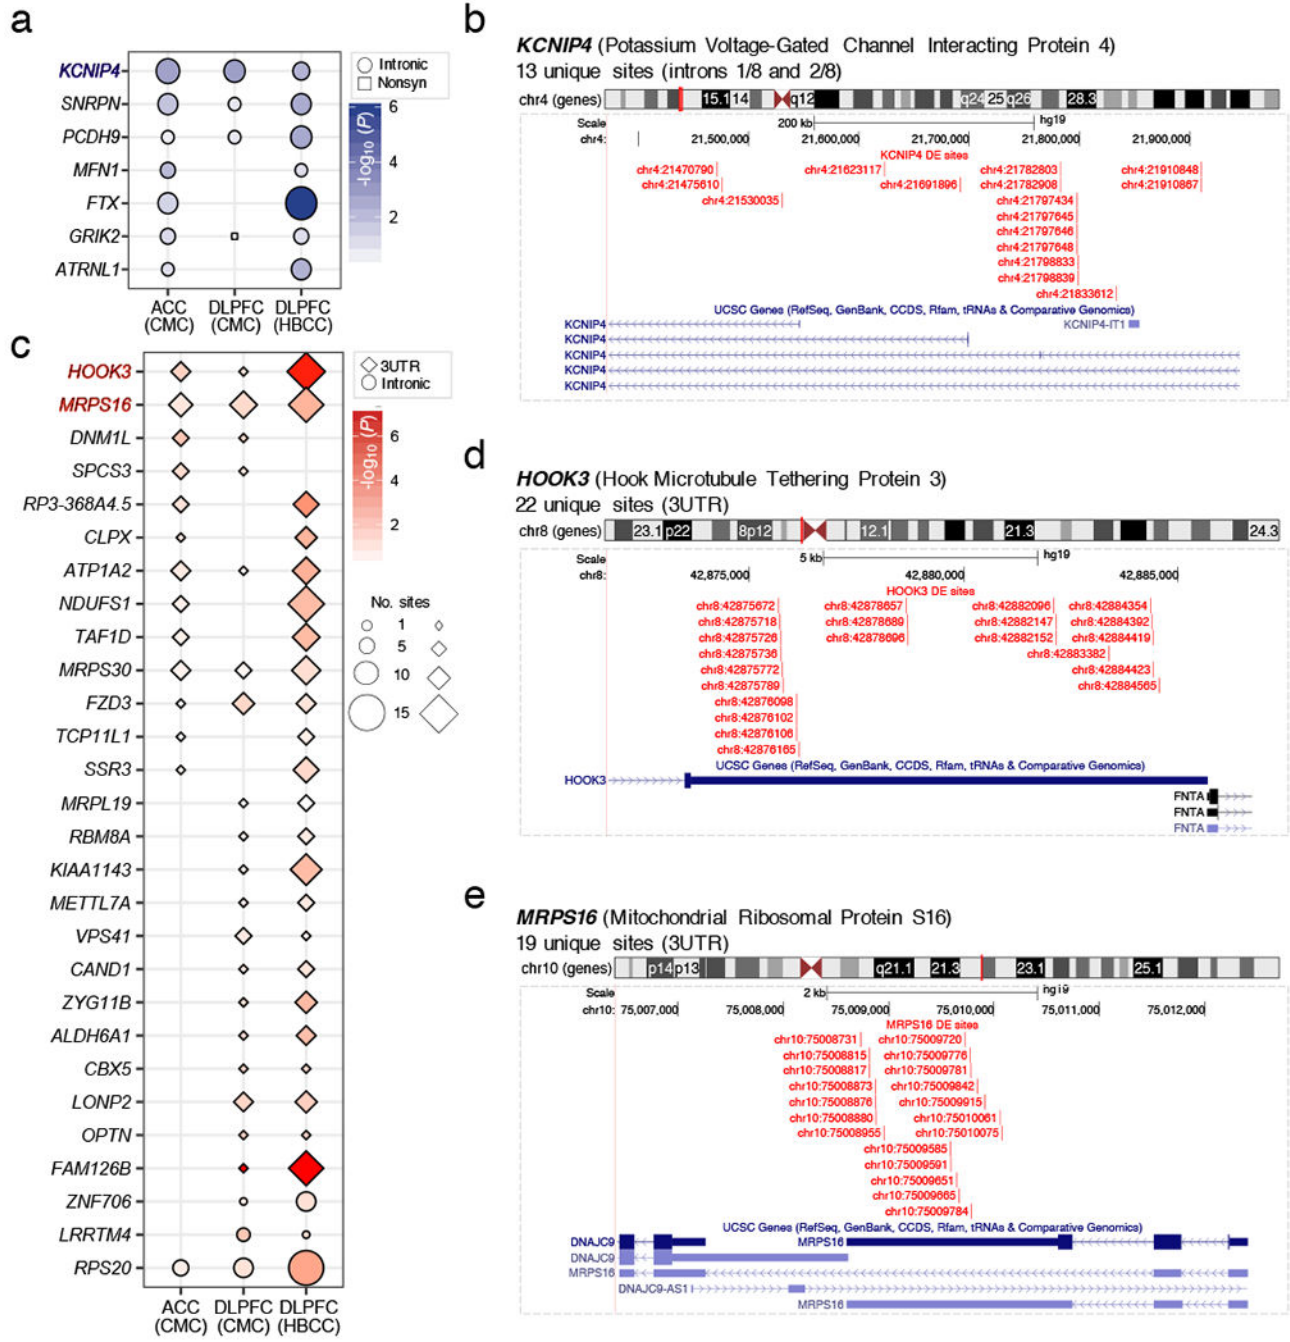 a
KCNIP4
SNRPN
PCDH9
MFN1
FTX
GRIK2
ATRNL1
ACC
(CMC)
DLPFC
(CMC)
DLPFC
(HBCC)
Intronic
Nonsyn
6
4
2
-log10 (P)
b
KCNIP4 (Potassium Voltage-Gated Channel Interacting Protein 4)
13 unique sites (introns 1/8 and 2/8)
chr4 (genes)
15.1 14 q12 q24 25 q26 28.3
Scale 200 kb hg19
chr4: 21,500,000 21,600,000 21,700,000 21,800,000 21,900,000
KCNIP4 DE sites
chr4:21470790 chr4:21623117 chr4:21782803 chr4:21910848
chr4:21475610 chr4:21691896 chr4:21782908 chr4:21910867
chr4:21530035 chr4:21797434
chr4:21797645
chr4:21797646
chr4:21797648
chr4:21798833
chr4:21798839
chr4:21833612
UCSC Genes (RefSeq, GenBank, CCDS, Rfam, tRNAs & Comparative Genomics)
KCNIP4 KCNIP4-IT1
KCNIP4
KCNIP4
KCNIP4
KCNIP4
c
HOOK3
MRPS16
DNM1L
SPCS3
RP3-368A4.5
CLPX
ATP1A2
NDUFS1
TAF1D
MRPS30
FZD3
TCP11L1
SSR3
MRPL19
RBM8A
KIAA1143
METTL7A
VPS41
CAND1
ZYG11B
ALDH6A1
CBX5
LONP2
OPTN
FAM126B
ZNF706
LRRTM4
RPS20
ACC
(CMC)
DLPFC
(CMC)
DLPFC
(HBCC)
3UTR
Intronic
6
4
2
-log10 (P)
No. sites
1
5
10
15
d
HOOK3 (Hook Microtubule Tethering Protein 3)
22 unique sites (3UTR)
chr8 (genes)
23.1 p22 8p12 12.1 21.3 24.3
Scale 5 kb hg19
chr8: 42,875,000 42,880,000 42,885,000
HOOK3 DE sites
chr8:42875672 chr8:42878657 chr8:42882096 chr8:42884354
chr8:42875718 chr8:42878689 chr8:42882147 chr8:42884392
chr8:42875726 chr8:42878696 chr8:42882152 chr8:42884419
chr8:42875736 chr8:42883382
chr8:42875772 chr8:42884423
chr8:42875789 chr8:42884565
chr8:42876098
chr8:42876102
chr8:42876106
chr8:42876165
UCSC Genes (RefSeq, GenBank, CCDS, Rfam, tRNAs & Comparative Genomics)
HOOK3
FNTA
FNTA
FNTA
e
MRPS16 (Mitochondrial Ribosomal Protein S16)
19 unique sites (3UTR)
chr10 (genes)
p14 p13 q21.1 21.3 23.1 25.1
Scale 2 kb hg19
chr10: 75,007,000 75,008,000 75,009,000 75,010,000 75,011,000 75,012,000
MRPS16 DE sites
chr10:75008731 chr10:75009720
chr10:75008815 chr10:75009776
chr10:75008817 chr10:75009781
chr10:75008873 chr10:75009842
chr10:75008876 chr10:75009915
chr10:75008880 chr10:75010061
chr10:75008955 chr10:75010075
chr10:75009585
chr10:75009591
chr10:75009651
chr10:75009665
chr10:75009784
UCSC Genes (RefSeq, GenBank, CCDS, Rfam, tRNAs & Comparative Genomics)
DNAJC9 MRPS16
DNAJC9
MRPS16
DNAJC9-AS1
MRPS16